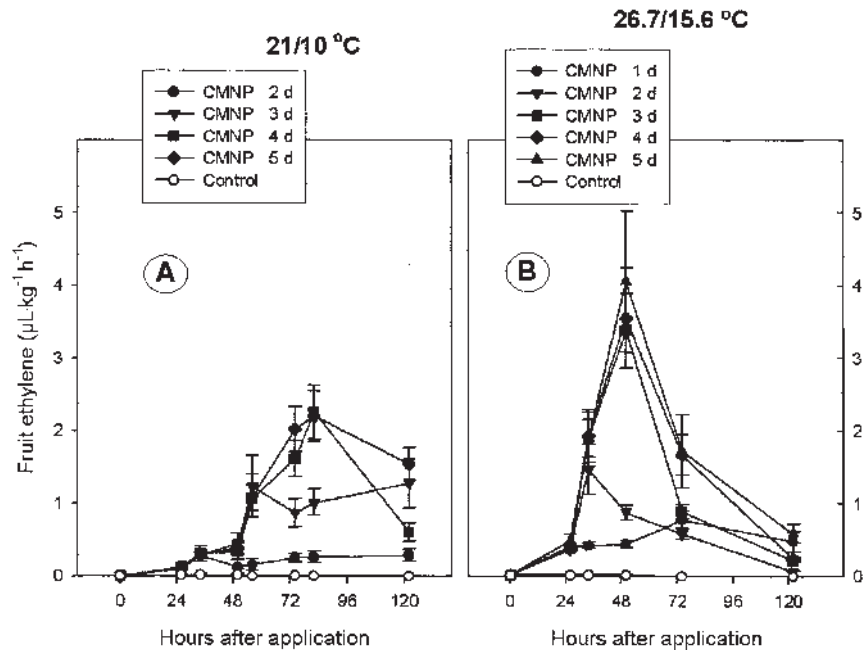 21/10 °C
26.7/15.6 °C
CMNP 2 d
CMNP 3 d
CMNP 4 d
CMNP 5 d
Control
CMNP 1 d
CMNP 2 d
CMNP 3 d
CMNP 4 d
CMNP 5 d
Control
A
B
Fruit ethylene (µL·kg⁻¹ h⁻¹)
5
4
3
2
1
0
5
4
3
2
1
0
0 24 48 72 96 120
0 24 48 72 96 120
Hours after application
Hours after application